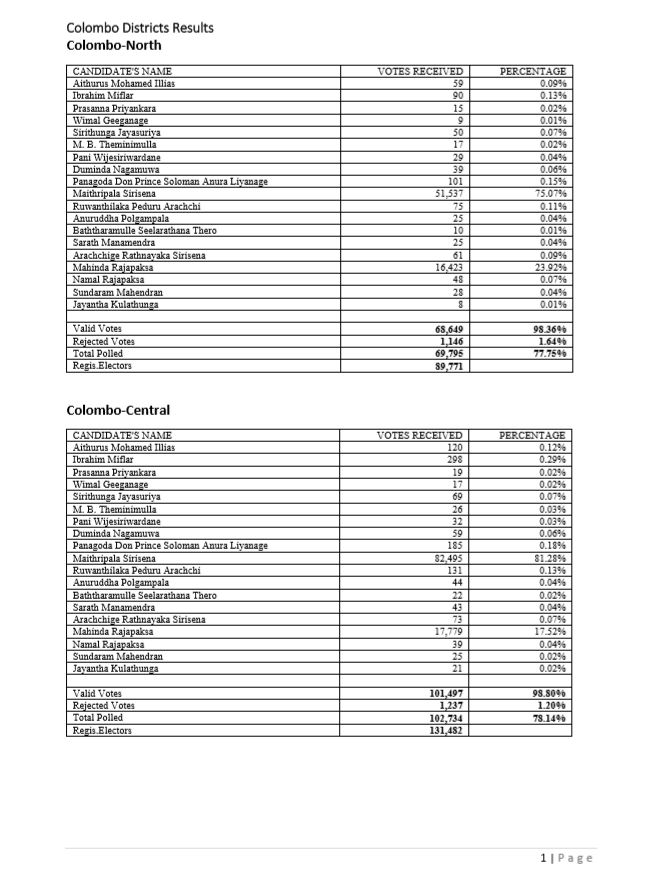 Colombo Districts Results
Colombo-North
CANDIDATE'S NAME VOTES RECEIVED PERCENTAGE
Aithurus Mohamed Illias 59 0.09%
Ibrahim Miflar 90 0.13%
Prasanna Priyankara 15 0.02%
Wimal Geeganage 9 0.01%
Sirithunga Jayasuriya 50 0.07%
M. B. Theminimulla 17 0.02%
Pani Wijesiriwardane 29 0.04%
Duminda Nagamuwa 39 0.06%
Panagoda Don Prince Soloman Anura Liyanage 101 0.15%
Maithripala Sirisena 51,537 75.07%
Ruwanthilaka Peduru Arachchi 75 0.11%
Anuruddha Polgampala 25 0.04%
Baththaramulle Seelarathana Thero 10 0.01%
Sarath Manamendra 25 0.04%
Arachchige Rathnayaka Sirisena 61 0.09%
Mahinda Rajapaksa 16,423 23.92%
Namal Rajapaksa 48 0.07%
Sundaram Mahendran 28 0.04%
Jayantha Kulathunga 8 0.01%
Valid Votes 68,649 98.36%
Rejected Votes 1,146 1.64%
Total Polled 69,795 77.75%
Regis.Electors 89,771
Colombo-Central
CANDIDATE'S NAME VOTES RECEIVED PERCENTAGE
Aithurus Mohamed Illias 120 0.12%
Ibrahim Miflar 298 0.29%
Prasanna Priyankara 19 0.02%
Wimal Geeganage 17 0.02%
Sirithunga Jayasuriya 69 0.07%
M. B. Theminimulla 26 0.03%
Pani Wijesiriwardane 32 0.03%
Duminda Nagamuwa 59 0.06%
Panagoda Don Prince Soloman Anura Liyanage 185 0.18%
Maithripala Sirisena 82,495 81.28%
Ruwanthilaka Peduru Arachchi 131 0.13%
Anuruddha Polgampala 44 0.04%
Baththaramulle Seelarathana Thero 22 0.02%
Sarath Manamendra 43 0.04%
Arachchige Rathnayaka Sirisena 73 0.07%
Mahinda Rajapaksa 17,779 17.52%
Namal Rajapaksa 39 0.04%
Sundaram Mahendran 25 0.02%
Jayantha Kulathunga 21 0.02%
Valid Votes 101,497 98.80%
Rejected Votes 1,237 1.20%
Total Polled 102,734 78.14%
Regis.Electors 131,482
1 | Page